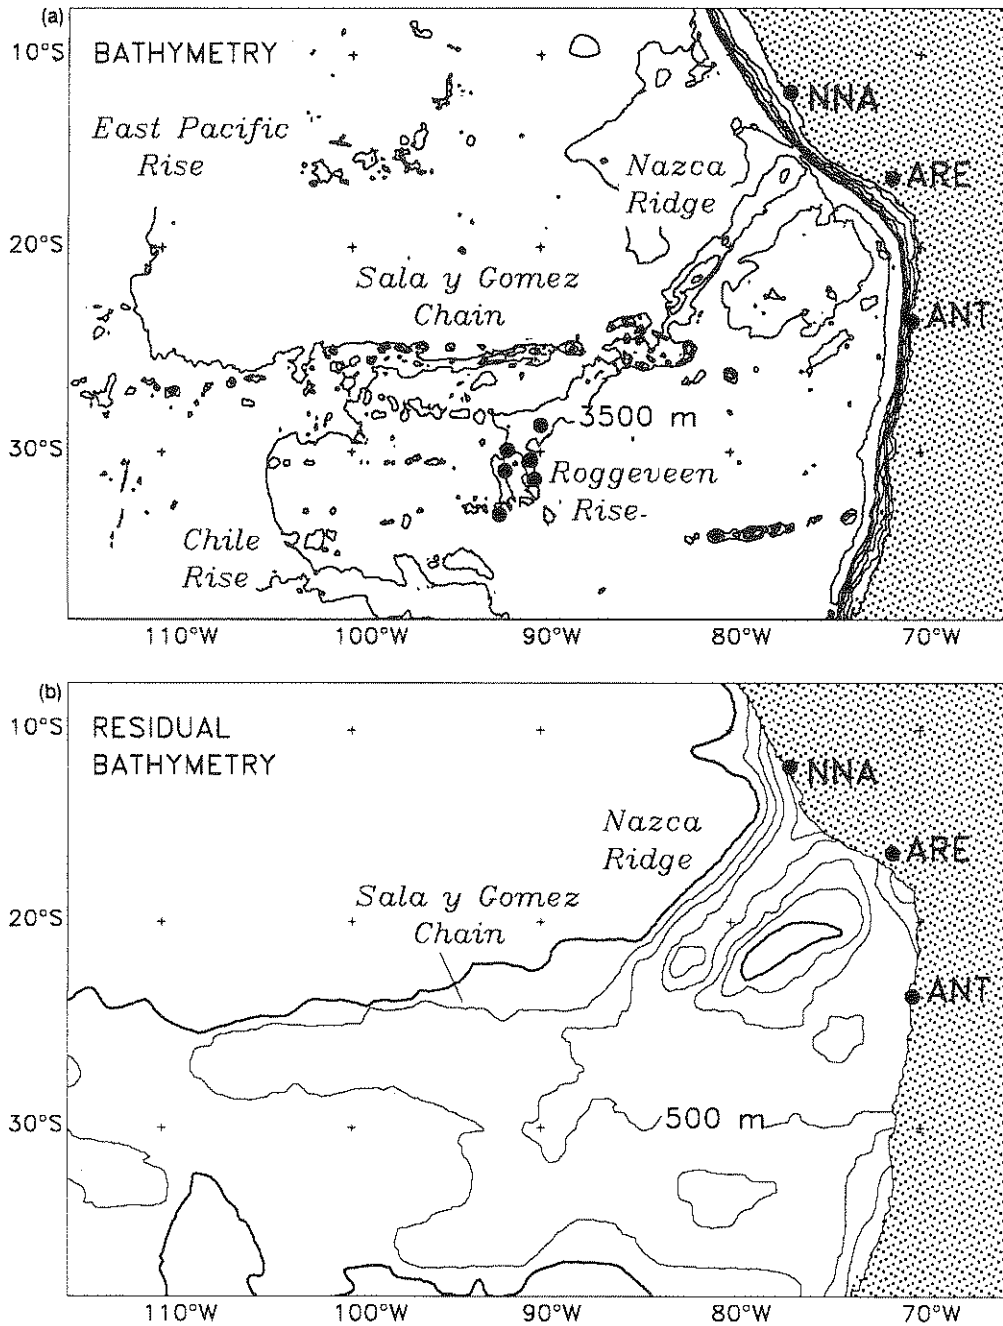 (a)
10°S
BATHYMETRY
East Pacific
Rise
NNA
Nazca
Ridge
ARE
20°S
Sala y Gomez
Chain
ANT
3500 m
30°S
Roggeveen
Rise-
Chile
Rise
110°W 100°W 90°W 80°W 70°W
(b)
10°S
RESIDUAL
BATHYMETRY
NNA
Nazca
Ridge
ARE
Sala y Gomez
Chain
20°S
ANT
500 m
30°S
110°W 100°W 90°W 80°W 70°W